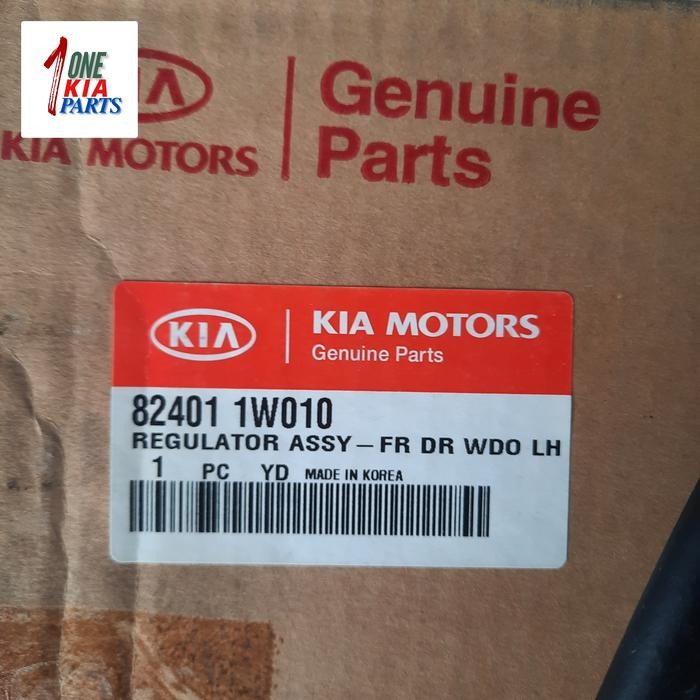 1 ONE
KIA
PARTS
KIA MOTORS
Genuine
Parts
KIA
KIA MOTORS
Genuine Parts
82401 1W010
REGULATOR ASSY-FR DR WDO LH
1 PC YD MADE IN KOREA